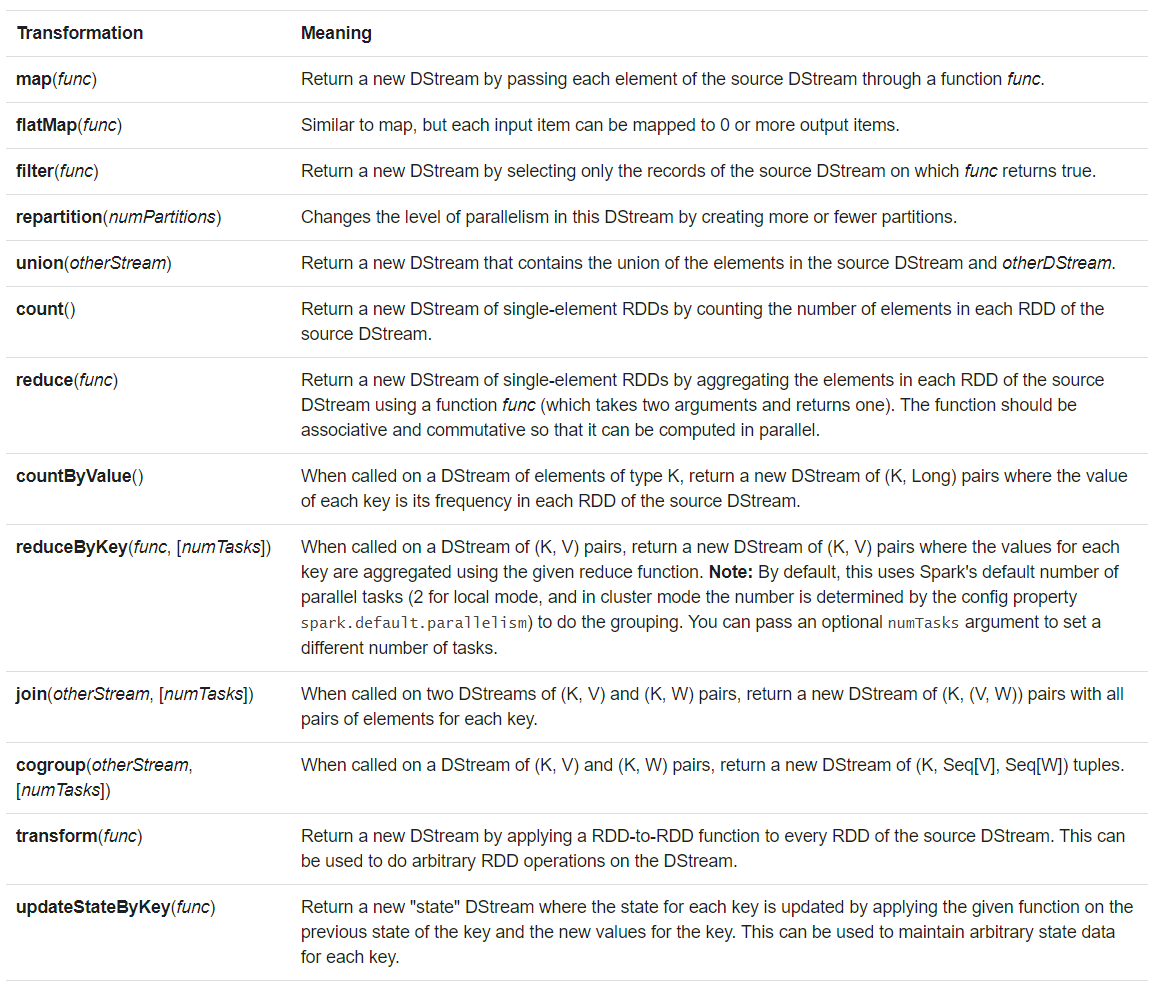 Transformation Meaning
map(func) Return a new DStream by passing each element of the source DStream through a function func.
flatMap(func) Similar to map, but each input item can be mapped to 0 or more output items.
filter(func) Return a new DStream by selecting only the records of the source DStream on which func returns true.
repartition(numPartitions) Changes the level of parallelism in this DStream by creating more or fewer partitions.
union(otherStream) Return a new DStream that contains the union of the elements in the source DStream and otherDStream.
count() Return a new DStream of single-element RDDs by counting the number of elements in each RDD of the
source DStream.
reduce(func) Return a new DStream of single-element RDDs by aggregating the elements in each RDD of the source
DStream using a function func (which takes two arguments and returns one). The function should be
associative and commutative so that it can be computed in parallel.
countByValue() When called on a DStream of elements of type K, return a new DStream of (K, Long) pairs where the value
of each key is its frequency in each RDD of the source DStream.
reduceByKey(func, [numTasks]) When called on a DStream of (K, V) pairs, return a new DStream of (K, V) pairs where the values for each
key are aggregated using the given reduce function. Note: By default, this uses Spark's default number of
parallel tasks (2 for local mode, and in cluster mode the number is determined by the config property
spark.default.parallelism) to do the grouping. You can pass an optional numTasks argument to set a
different number of tasks.
join(otherStream, [numTasks]) When called on two DStreams of (K, V) and (K, W) pairs, return a new DStream of (K, (V, W)) pairs with all
pairs of elements for each key.
cogroup(otherStream, When called on a DStream of (K, V) and (K, W) pairs, return a new DStream of (K, Seq[V], Seq[W]) tuples.
[numTasks])
transform(func) Return a new DStream by applying a RDD-to-RDD function to every RDD of the source DStream. This can
be used to do arbitrary RDD operations on the DStream.
updateStateByKey(func) Return a new "state" DStream where the state for each key is updated by applying the given function on the
previous state of the key and the new values for the key. This can be used to maintain arbitrary state data
for each key.